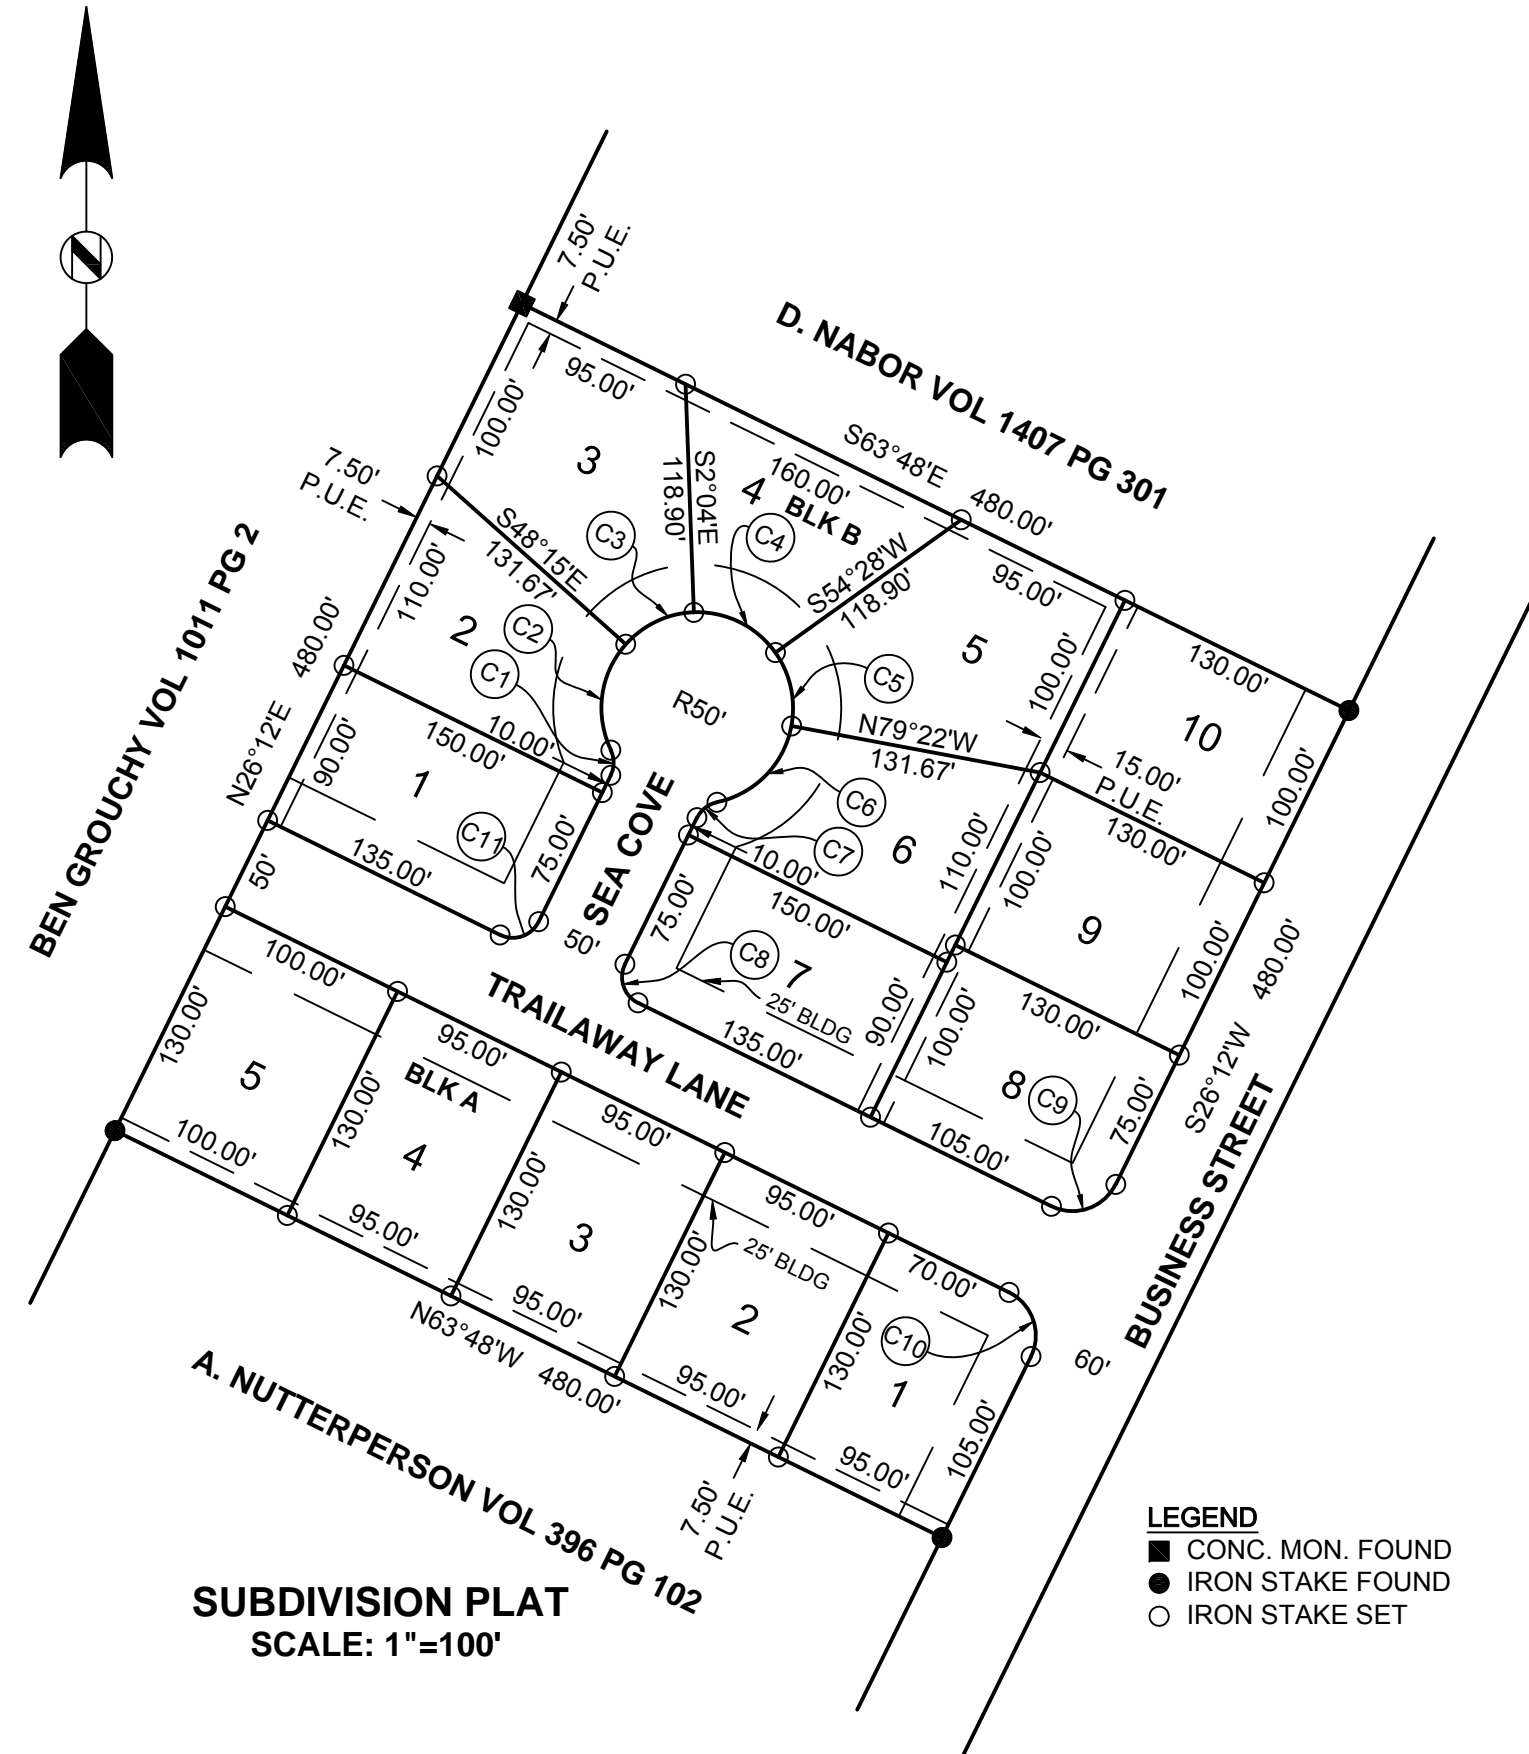 N
7.50'
P.U.E.
D. NABOR VOL 1407 PG 301
S63°48'E 480.00'
95.00'
100.00'
3
7.50'
P.U.E.
S2°04'E
118.90'
160.00'
4
BLK B
C3
C4
S48°15'E
131.67'
S54°28'W
118.90'
95.00'
5
100.00'
130.00'
10
BEN GROUCHY VOL 1011 PG 2
N26°12'E 480.00'
110.00'
2
C2
C1
R50'
C5
N79°22'W
131.67'
15.00'
P.U.E.
100.00'
10.00'
150.00'
90.00'
1
C11
75.00'
SEA COVE
C6
C7
6
110.00'
100.00'
130.00'
9
135.00'
50'
10.00'
150.00'
75.00'
50'
C8
7
25' BLDG
90.00'
100.00'
130.00'
100.00'
S26°12'W 480.00'
TRAILAWAY LANE
135.00'
8
C9
105.00'
75.00'
BUSINESS STREET
100.00'
130.00'
5
100.00'
95.00'
BLK A
130.00'
4
95.00'
95.00'
130.00'
3
95.00'
95.00'
25' BLDG
130.00'
2
95.00'
70.00'
C10
130.00'
1
95.00'
105.00'
60'
N63°48'W 480.00'
7.50'
P.U.E.
A. NUTTERPERSON VOL 396 PG 102
LEGEND
CONC. MON. FOUND
IRON STAKE FOUND
IRON STAKE SET
SUBDIVISION PLAT
SCALE: 1"=100'